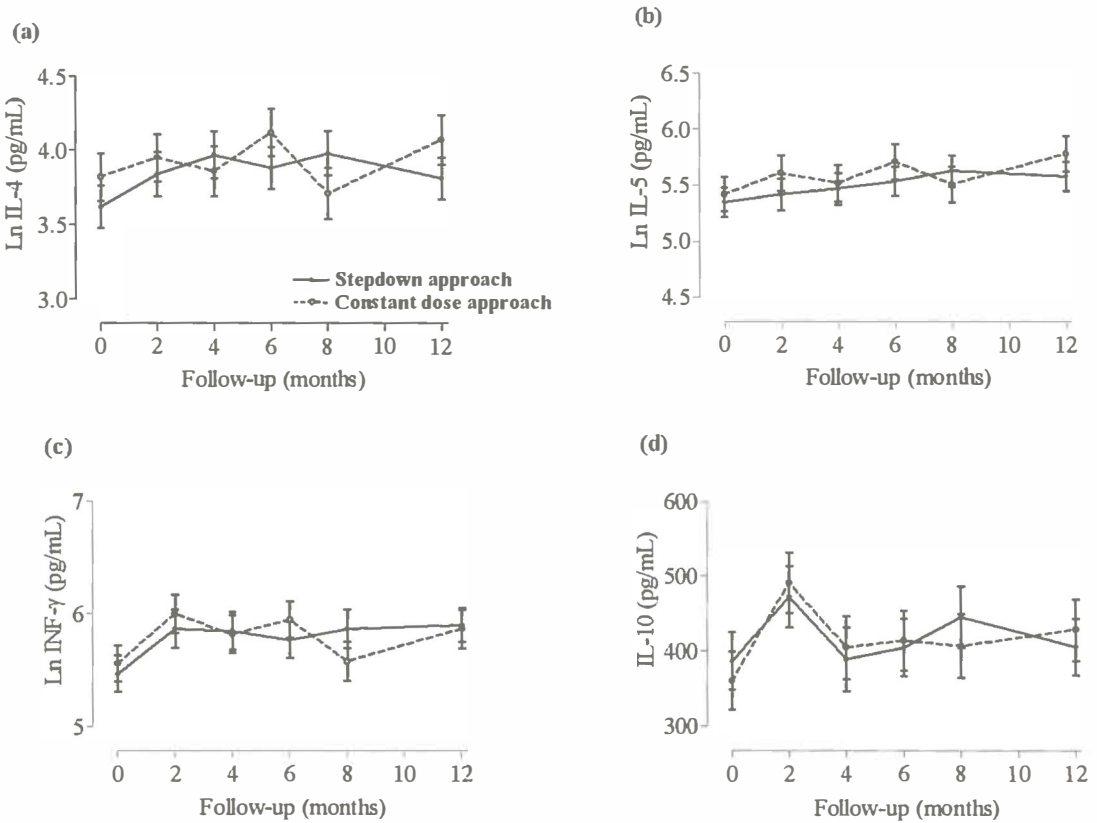 (a)
Ln IL-4 (pg/mL)
4.5
4.0
3.5
3.0
Stepdown approach
Constant dose approach
0 2 4 6 8 10 12
Follow-up (months)
(b)
Ln IL-5 (pg/mL)
6.5
6.0
5.5
5.0
4.5
0 2 4 6 8 10 12
Follow-up (months)
(c)
Ln INF-γ (pg/mL)
7
6
5
0 2 4 6 8 10 12
Follow-up (months)
(d)
IL-10 (pg/mL)
600
500
400
300
0 2 4 6 8 10 12
Follow-up (months)